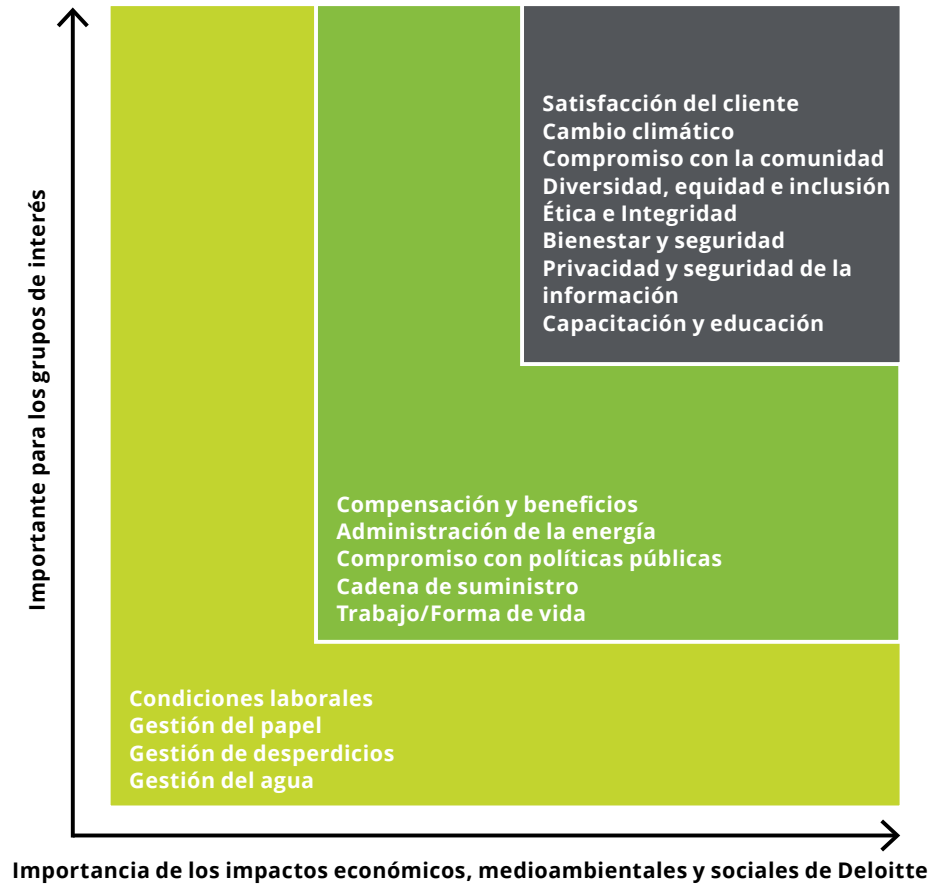 Importante para los grupos de interés
Satisfacción del cliente
Cambio climático
Compromiso con la comunidad
Diversidad, equidad e inclusión
Ética e Integridad
Bienestar y seguridad
Privacidad y seguridad de la
información
Capacitación y educación
Compensación y beneficios
Administración de la energía
Compromiso con políticas públicas
Cadena de suministro
Trabajo/Forma de vida
Condiciones laborales
Gestión del papel
Gestión de desperdicios
Gestión del agua
Importancia de los impactos económicos, medioambientales y sociales de Deloitte